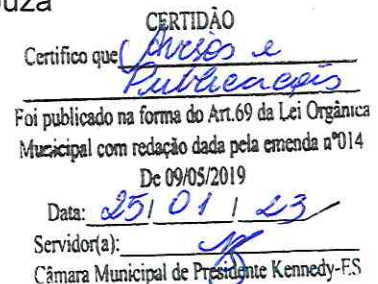 ouza
CERTIDÃO
Certifico que Avisos e
Publicações
Foi publicado na forma do Art.69 da Lei Orgânica
Municipal com redação dada pela emenda nº014
De 09/05/2019
Data: 25/ 01 / 23
Servidor(a):
Câmara Municipal de Presidente Kennedy-ES